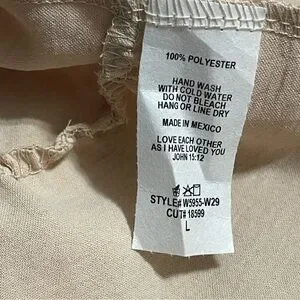 100% POLYESTER
HAND WASH
WITH COLD WATER
DO NOT BLEACH
HANG OR LINE DRY
MADE IN MEXICO
LOVE EACH OTHER
AS I HAVE LOVED YOU
JOHN 15:12
STYLE# W5955-W29
CUT# 18599
L